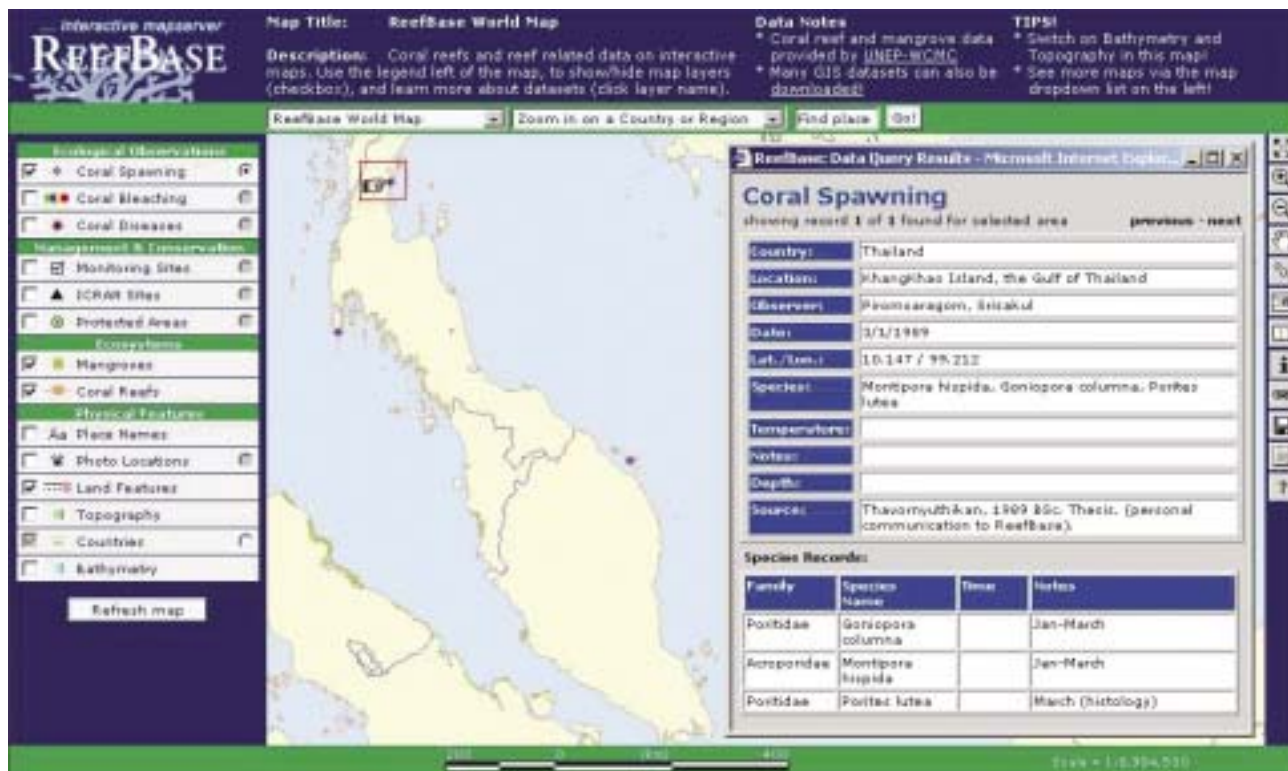 interactive mapserver
REEFBASE
Map Title: ReefBase World Map
Description: Coral reefs and reef related data on interactive
maps. Use the legend left of the map, to show/hide map layers
(checkbox), and learn more about datasets (click layer name).
Data Notes
* Coral reef and mangrove data
provided by UNEP-WCMC
* Many GIS datasets can also be
downloaded!
TIPS!
* Switch on Bathymetry and
Topography in this map!
* See more maps via the map
dropdown list on the left!
ReefBase World Map
Zoom in on a Country or Region
Find place
Go!
Ecological Observations
Coral Spawning
Coral Bleaching
Coral Diseases
Management & Conservation
Monitoring Sites
ICRAN Sites
Protected Areas
Ecosystems
Mangroves
Coral Reefs
Physical Features
Aa Place Names
Photo Locations
Land Features
Topography
Countries
Bathymetry
Refresh map
ReefBase: Data Query Results - Microsoft Internet Explor...
Coral Spawning
showing record 1 of 1 found for selected area
previous - next
Country: Thailand
Location: KhangKhao Island, the Gulf of Thailand
Observer: Piromvaragorn, Srisakul
Date: 3/1/1989
Lat./Lon.: 10.147 / 99.212
Species: Montipora hispida, Goniopora columna, Porites
lutea
Temperature:
Notes:
Depth:
Source: Thavornyuthikarn, 1989 BSc. Thesis. (personal
communication to ReefBase).
Species Records:
Family Species Name Time Notes
Poritidae Goniopora columna Jan-March
Acroporidae Montipora hispida Jan-March
Poritidae Porites lutea March (histology)
200 0 (km) 400